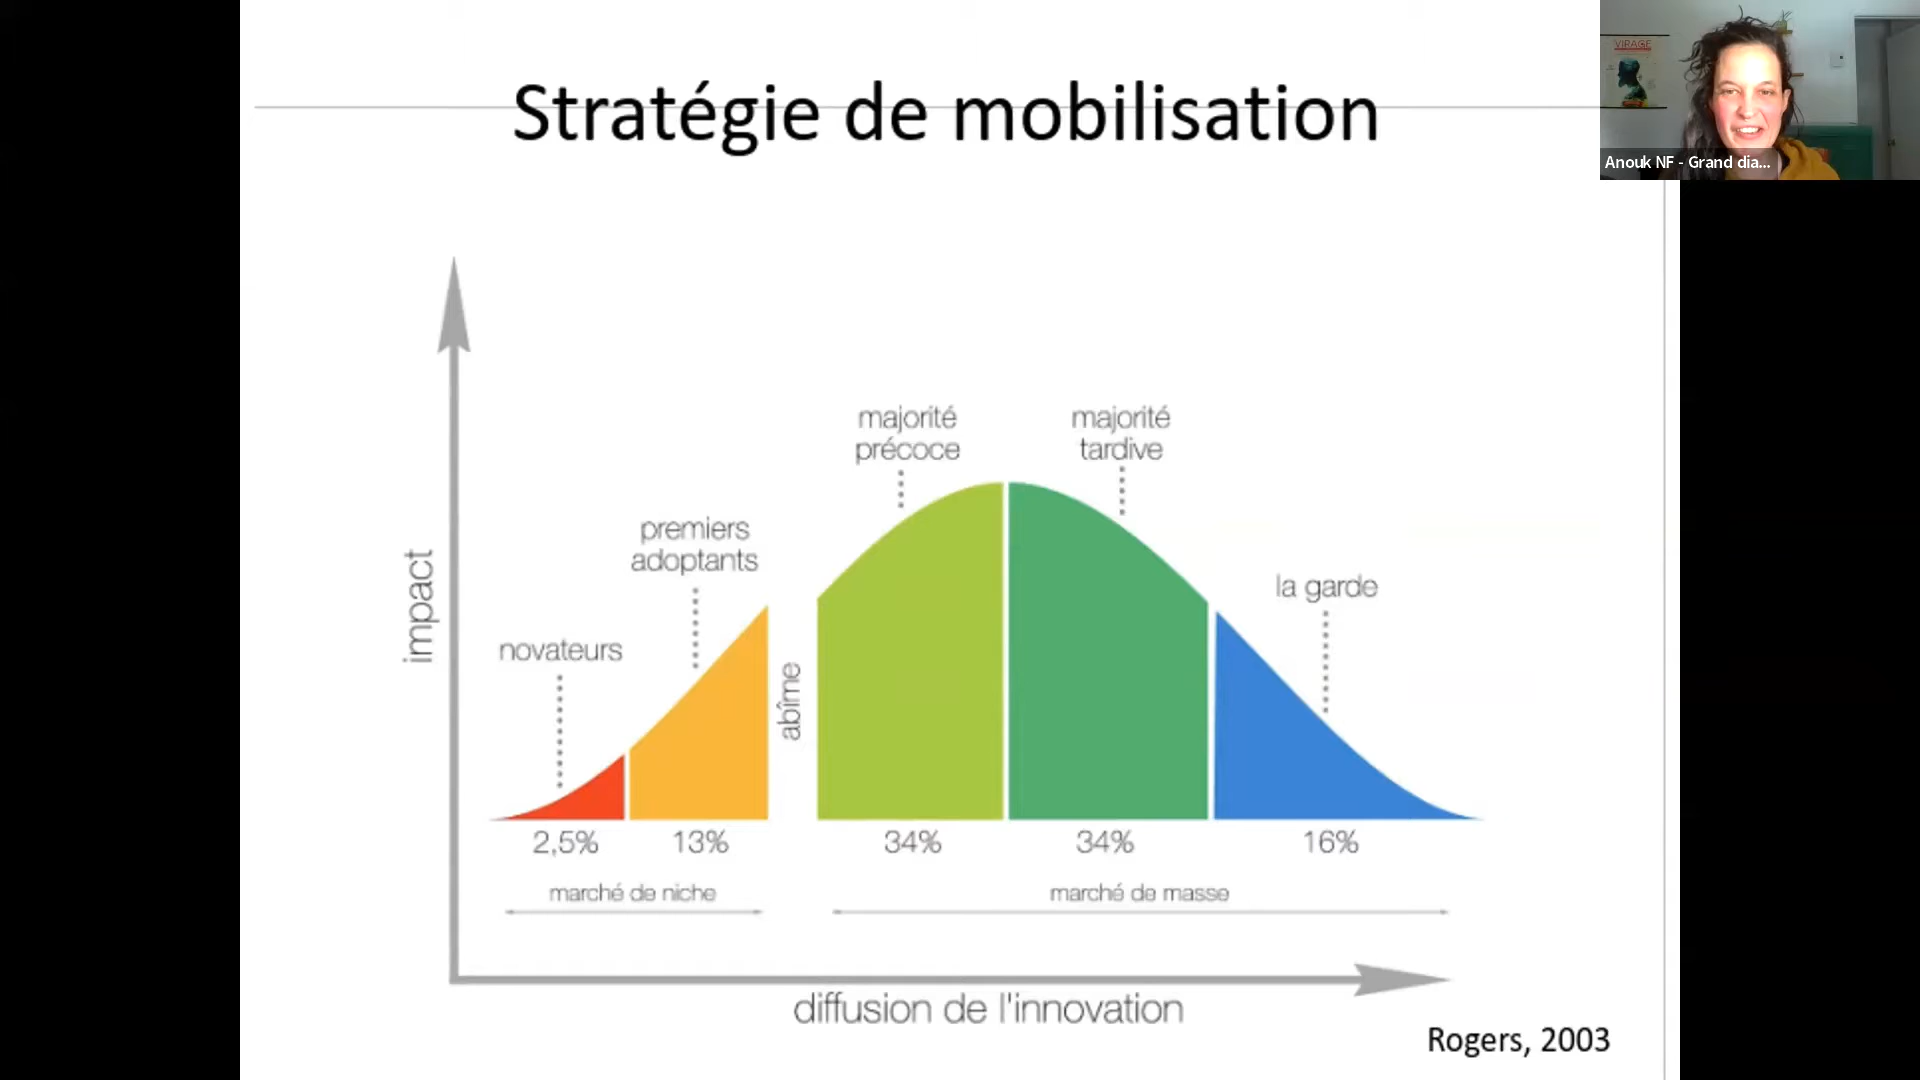 Stratégie de mobilisation
VIRAGE
Anouk NF - Grand dia...
majorité
précoce
majorité
tardive
premiers
adoptants
la garde
novateurs
impact
abîme
2,5%
13%
34%
34%
16%
marché de niche
marché de masse
diffusion de l'innovation
Rogers, 2003